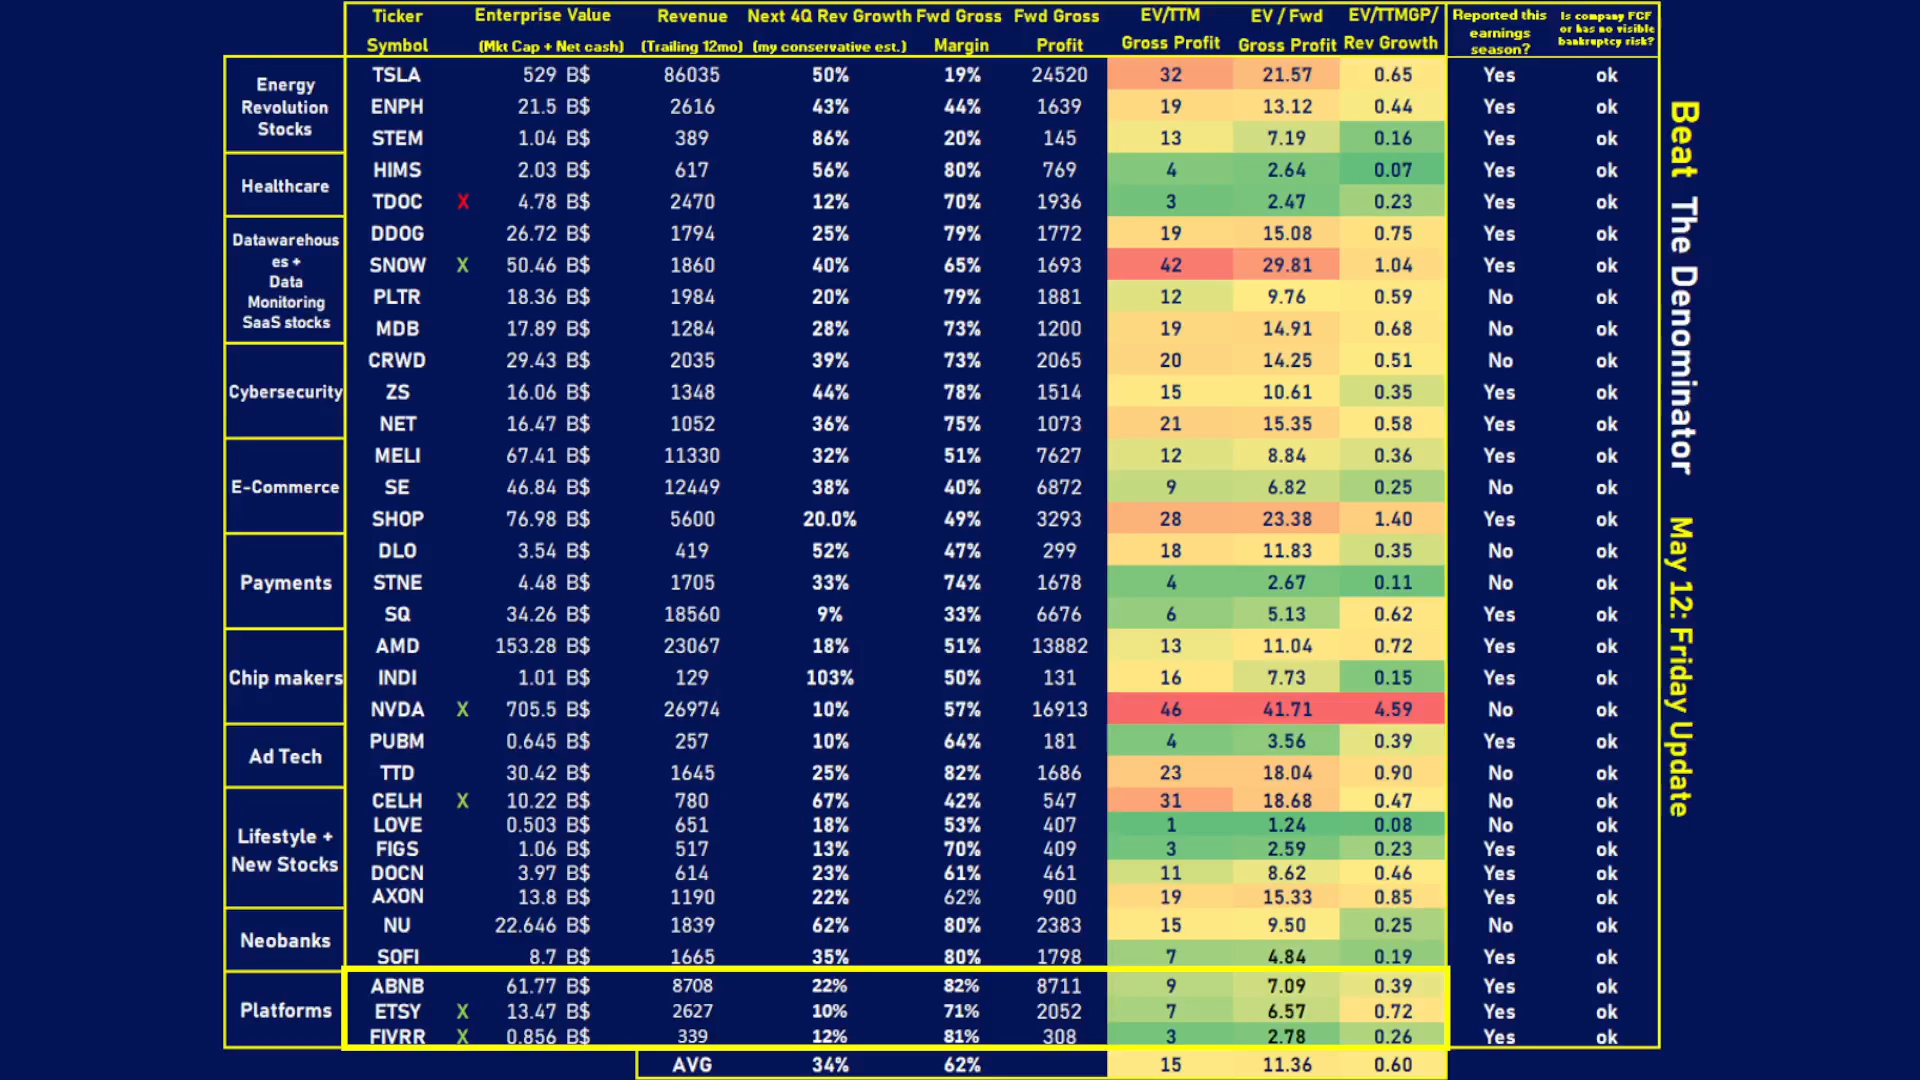 Ticker Enterprise Value Revenue Next 4Q Rev Growth Fwd Gross Fwd Gross EV/TTM EV / Fwd EV/TTMGP/ Reported this earnings season? Is company FCF or has no visible bankruptcy risk?
Symbol (Mkt Cap + Net cash) (Trailing 12mo) (my conservative est.) Margin Profit Gross Profit Gross Profit Rev Growth
Energy
Revolution
Stocks
TSLA 529 B$ 86035 50% 19% 24520 32 21.57 0.65 Yes ok
ENPH 21.5 B$ 2616 43% 44% 1639 19 13.12 0.44 Yes ok
STEM 1.04 B$ 389 86% 20% 145 13 7.19 0.16 Yes ok
Healthcare
HIMS 2.03 B$ 617 56% 80% 769 4 2.64 0.07 Yes ok
TDOC X 4.78 B$ 2470 12% 70% 1936 3 2.47 0.23 Yes ok
Datawarehous
es +
Data
Monitoring
SaaS stocks
DDOG 26.72 B$ 1794 25% 79% 1772 19 15.08 0.75 Yes ok
SNOW X 50.46 B$ 1860 40% 65% 1693 42 29.81 1.04 Yes ok
PLTR 18.36 B$ 1984 20% 79% 1881 12 9.76 0.59 No ok
MDB 17.89 B$ 1284 28% 73% 1200 19 14.91 0.68 No ok
Cybersecurity
CRWD 29.43 B$ 2035 39% 73% 2065 20 14.25 0.51 No ok
ZS 16.06 B$ 1348 44% 78% 1514 15 10.61 0.35 Yes ok
NET 16.47 B$ 1052 36% 75% 1073 21 15.35 0.58 Yes ok
E-Commerce
MELI 67.41 B$ 11330 32% 51% 7627 12 8.84 0.36 Yes ok
SE 46.84 B$ 12449 38% 40% 6872 9 6.82 0.25 No ok
SHOP 76.98 B$ 5600 20.0% 49% 3293 28 23.38 1.40 Yes ok
Payments
DLO 3.54 B$ 419 52% 47% 299 18 11.83 0.35 No ok
STNE 4.48 B$ 1705 33% 74% 1678 4 2.67 0.11 No ok
SQ 34.26 B$ 18560 9% 33% 6676 6 5.13 0.62 Yes ok
Chip makers
AMD 153.28 B$ 23067 18% 51% 13882 13 11.04 0.72 Yes ok
INDI 1.01 B$ 129 103% 50% 131 16 7.73 0.15 Yes ok
NVDA X 705.5 B$ 26974 10% 57% 16913 46 41.71 4.59 No ok
Ad Tech
PUBM 0.645 B$ 257 10% 64% 181 4 3.56 0.39 Yes ok
TTD 30.42 B$ 1645 25% 82% 1686 23 18.04 0.90 No ok
Lifestyle +
New Stocks
CELH X 10.22 B$ 780 67% 42% 547 31 18.68 0.47 No ok
LOVE 0.503 B$ 651 18% 53% 407 1 1.24 0.08 No ok
FIGS 1.06 B$ 517 13% 70% 409 3 2.59 0.23 Yes ok
DOCN 3.97 B$ 614 23% 61% 461 11 8.62 0.46 Yes ok
AXON 13.8 B$ 1190 22% 62% 900 19 15.33 0.85 Yes ok
Neobanks
NU 22.646 B$ 1839 62% 80% 2383 15 9.50 0.25 No ok
SOFI 8.7 B$ 1665 35% 80% 1798 7 4.84 0.19 Yes ok
Platforms
ABNB 61.77 B$ 8708 22% 82% 8711 9 7.09 0.39 Yes ok
ETSY X 13.47 B$ 2627 10% 71% 2052 7 6.57 0.72 Yes ok
FIVRR X 0.856 B$ 339 12% 81% 308 3 2.78 0.26 Yes ok
AVG 34% 62% 15 11.36 0.60
Beat The Denominator May 12: Friday Update